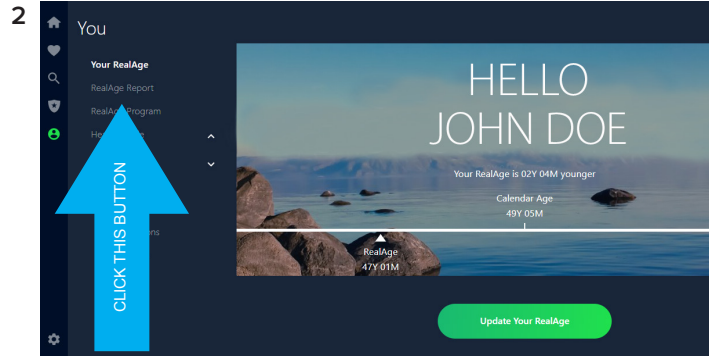 2
You
Your RealAge
RealAge Report
RealAge Program
CLICK THIS BUTTON
HELLO
JOHN DOE
Your RealAge is 02Y 04M younger
Calendar Age
49Y 05M
RealAge
47Y 01M
Update Your RealAge